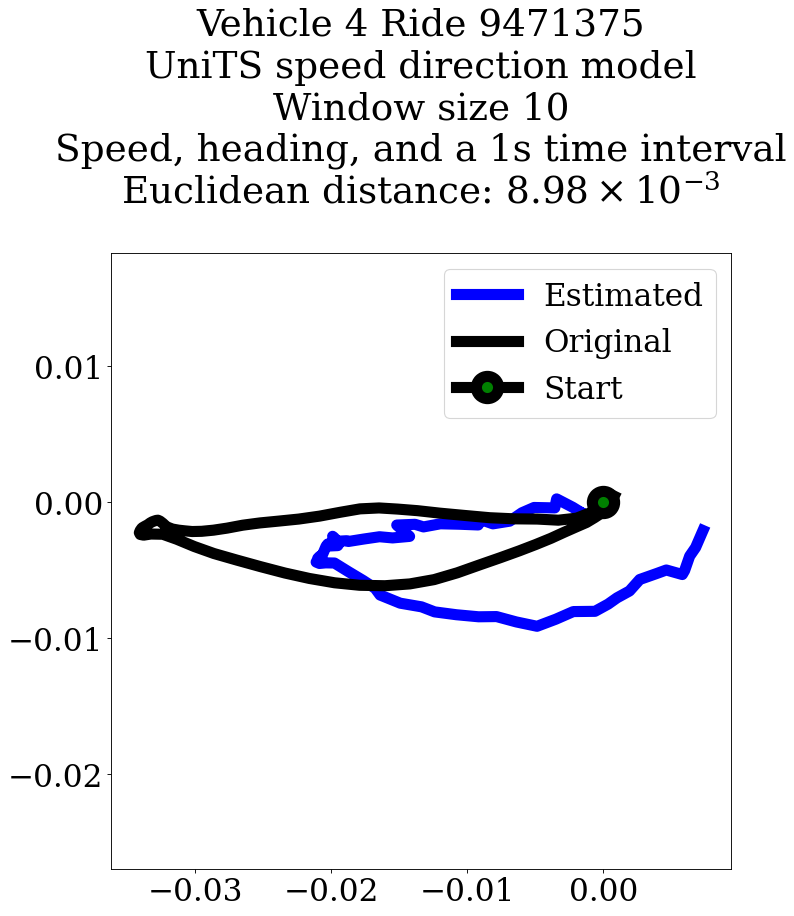 Vehicle 4 Ride 9471375
UniTS speed direction model
Window size 10
Speed, heading, and a 1s time interval
Euclidean distance: 8.98 × 10⁻³
Estimated
Original
Start
0.01
0.00
−0.01
−0.02
−0.03
−0.02
−0.01
0.00